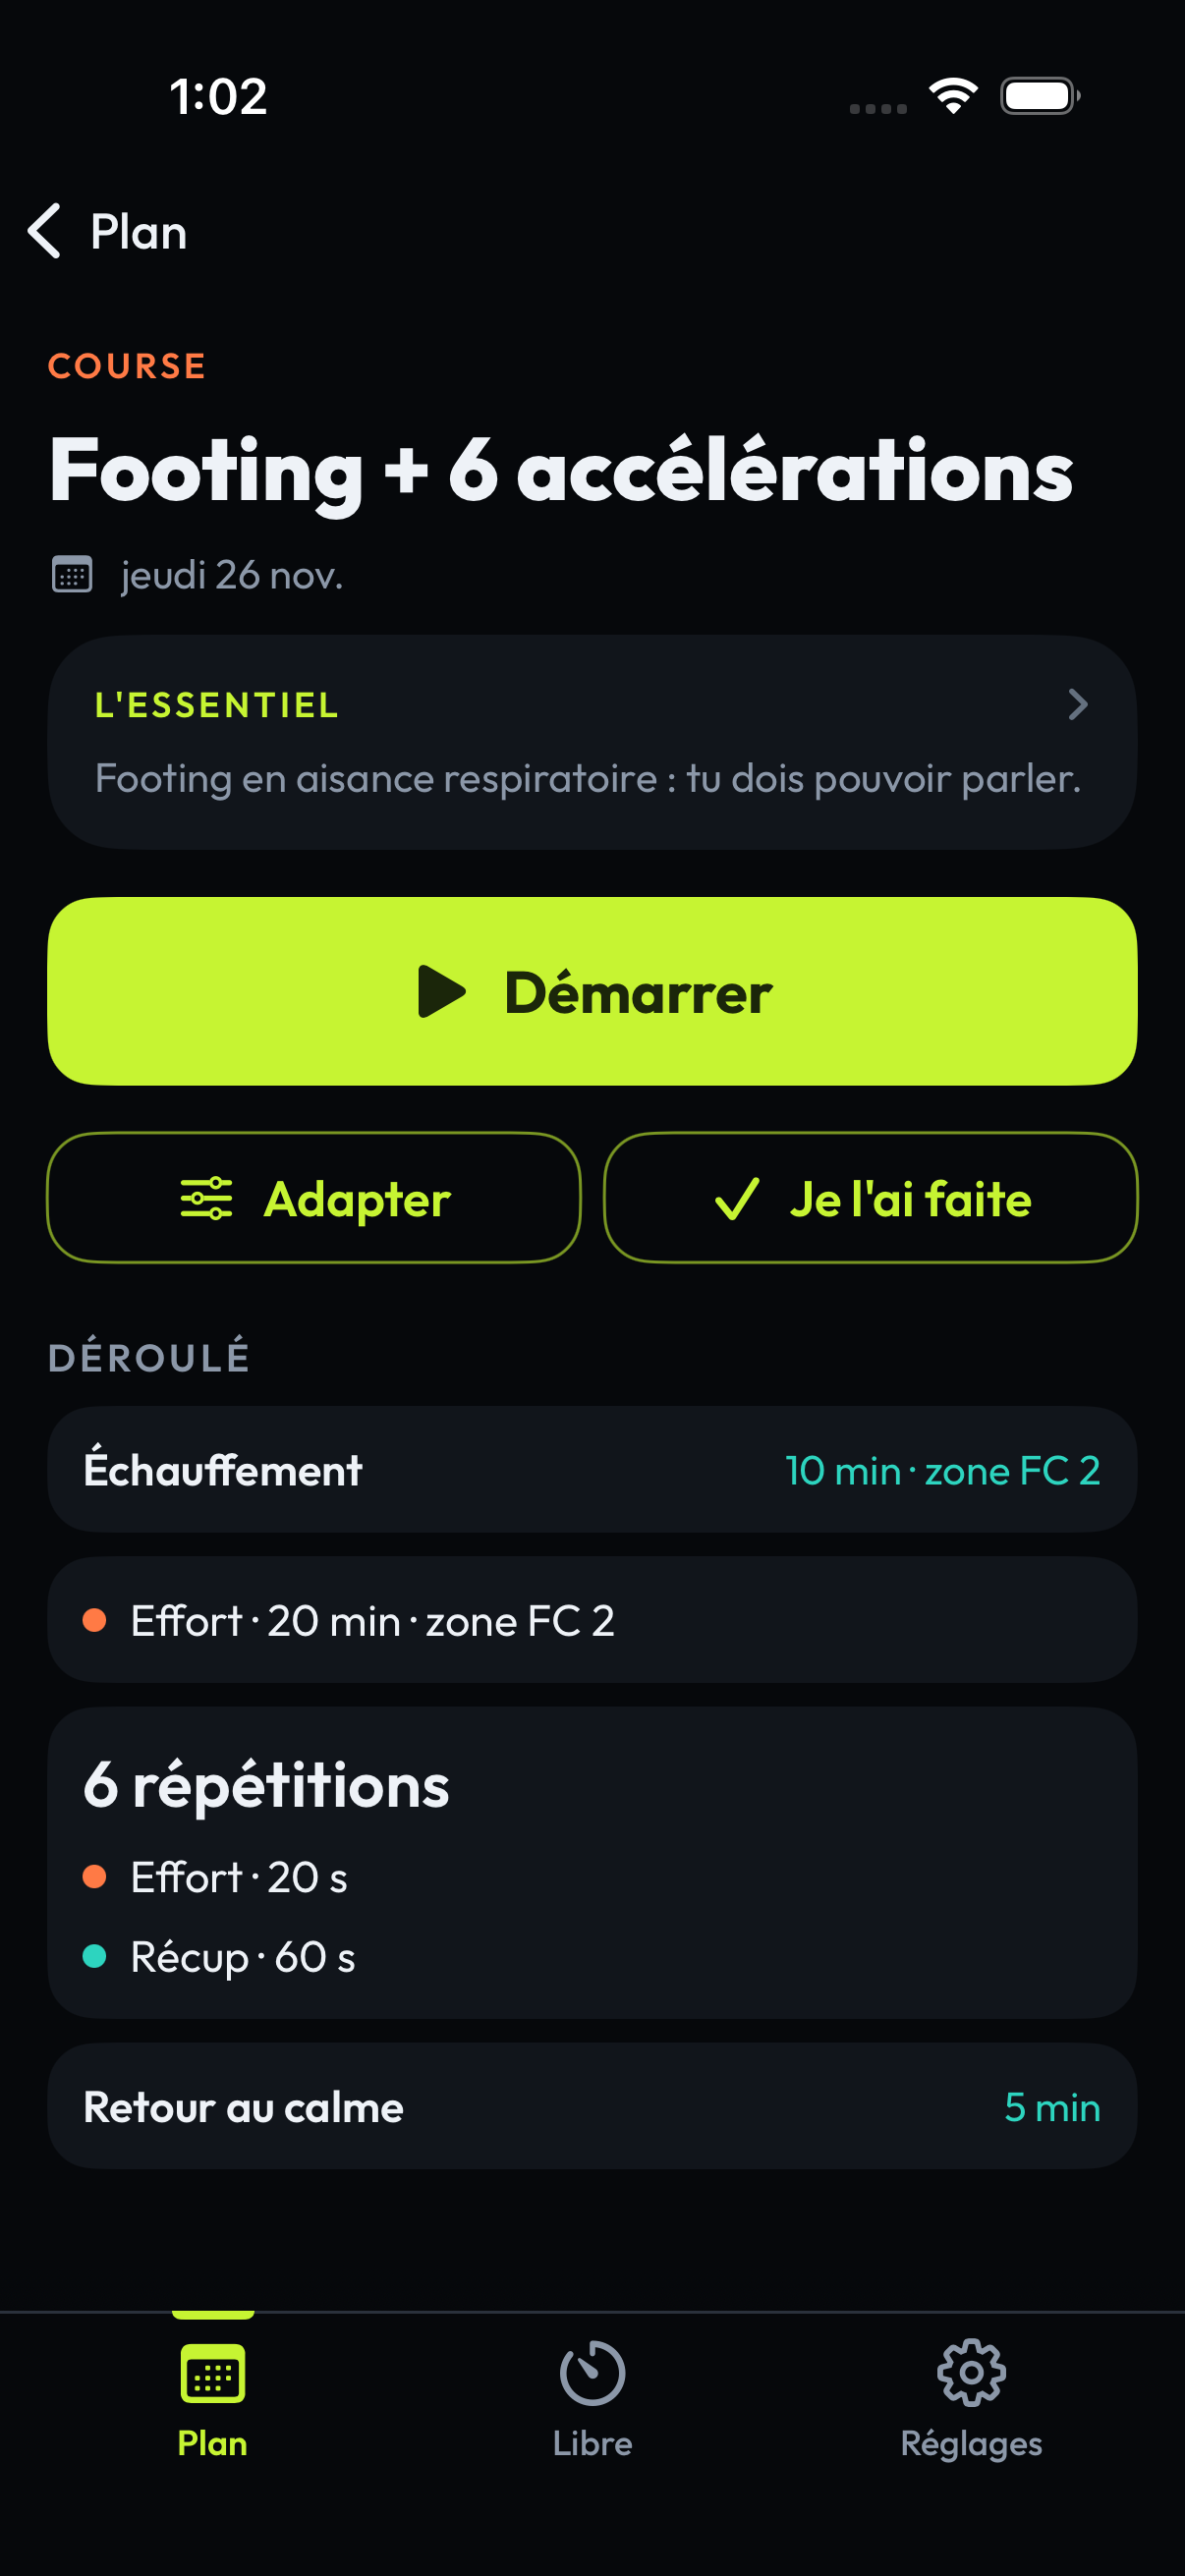 1:02
Plan
COURSE
Footing + 6 accélérations
jeudi 26 nov.
L'ESSENTIEL
Footing en aisance respiratoire : tu dois pouvoir parler.
Démarrer
Adapter
Je l'ai faite
DÉROULÉ
Échauffement
10 min · zone FC 2
Effort · 20 min · zone FC 2
6 répétitions
Effort · 20 s
Récup · 60 s
Retour au calme
5 min
Plan
Libre
Réglages